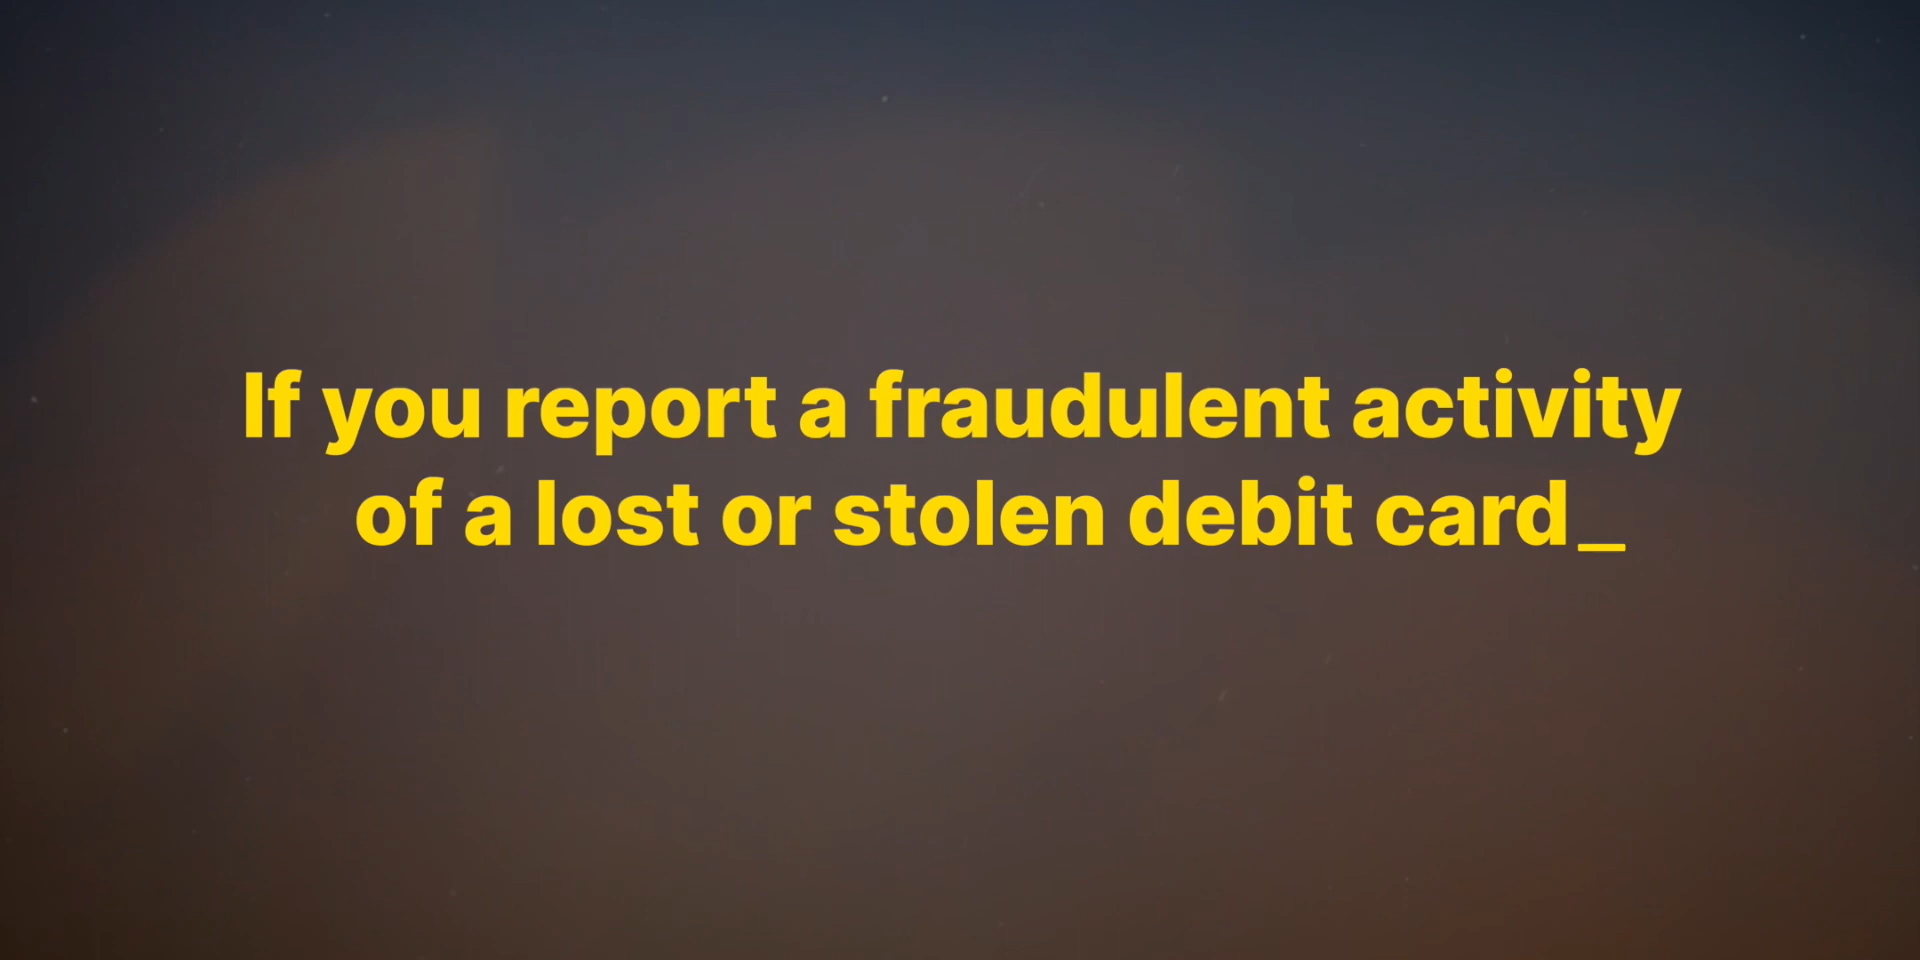 If you report a fraudulent activity
of a lost or stolen debit card_